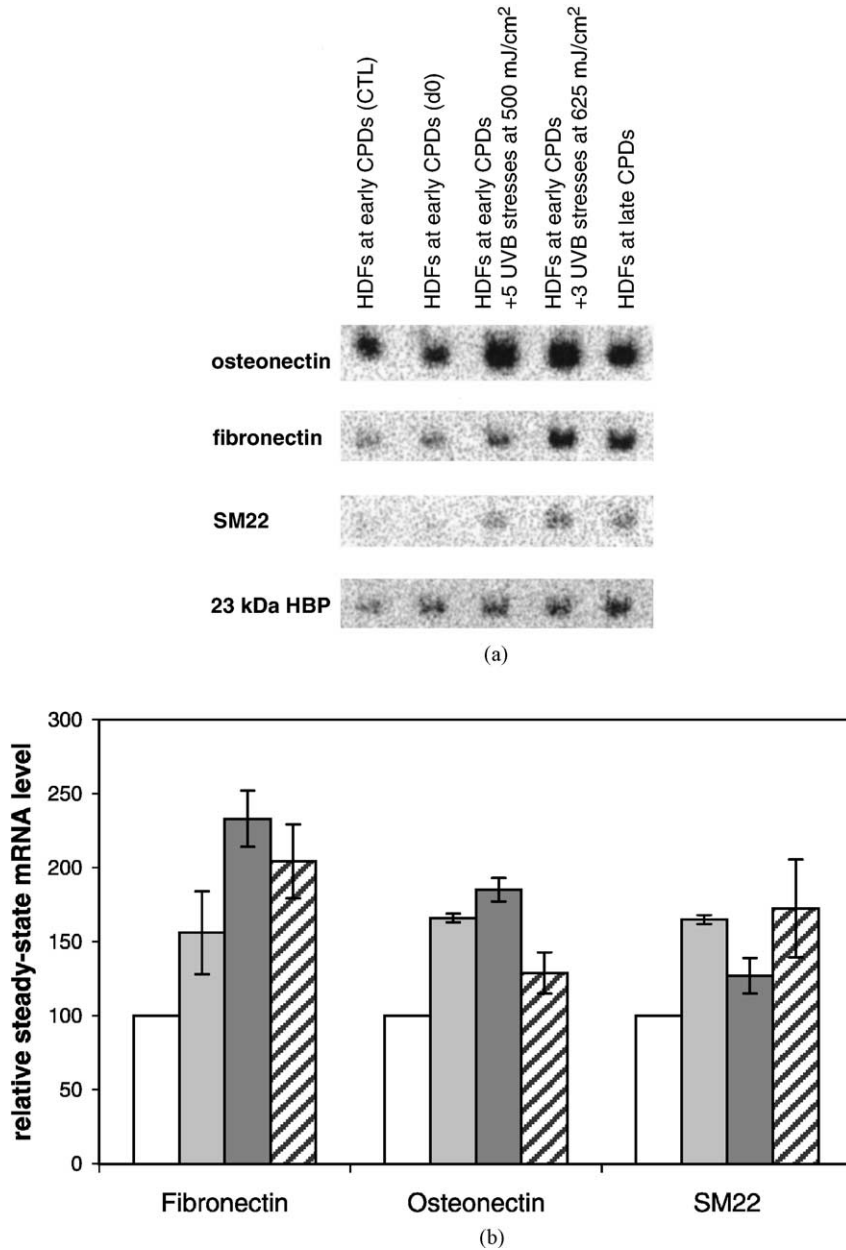 HDFs at early CPDs (CTL)
HDFs at early CPDs (d0)
HDFs at early CPDs
+5 UVB stresses at 500 mJ/cm²
HDFs at early CPDs
+3 UVB stresses at 625 mJ/cm²
HDFs at late CPDs
osteonectin
fibronectin
SM22
23 kDa HBP
(a)
relative steady-state mRNA level
300
250
200
150
100
50
0
Fibronectin
Osteonectin
SM22
(b)